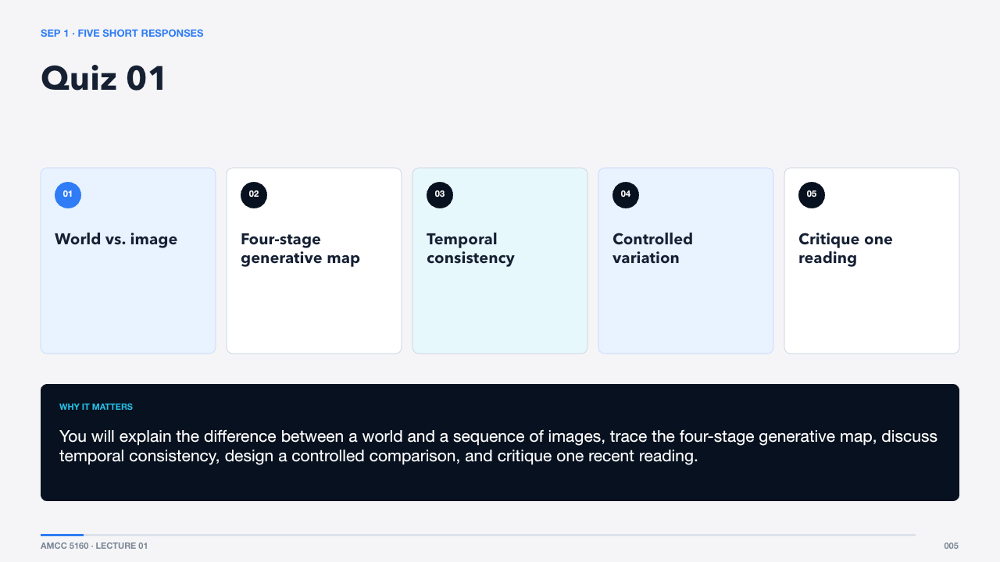 SEP 1 · FIVE SHORT RESPONSES
Quiz 01
01
World vs. image
02
Four-stage
generative map
03
Temporal
consistency
04
Controlled
variation
05
Critique one
reading
WHY IT MATTERS
You will explain the difference between a world and a sequence of images, trace the four-stage generative map, discuss
temporal consistency, design a controlled comparison, and critique one recent reading.
AMCC 5160 · LECTURE 01
005